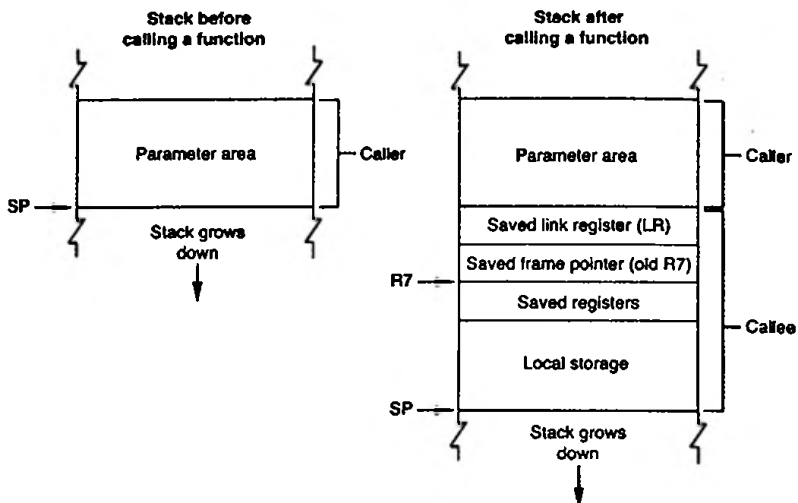 Stack before
calling a function
Parameter area
Caller
SP
Stack grows
down
Stack after
calling a function
Parameter area
Caller
Saved link register (LR)
Saved frame pointer (old R7)
R7
Saved registers
Callee
Local storage
SP
Stack grows
down